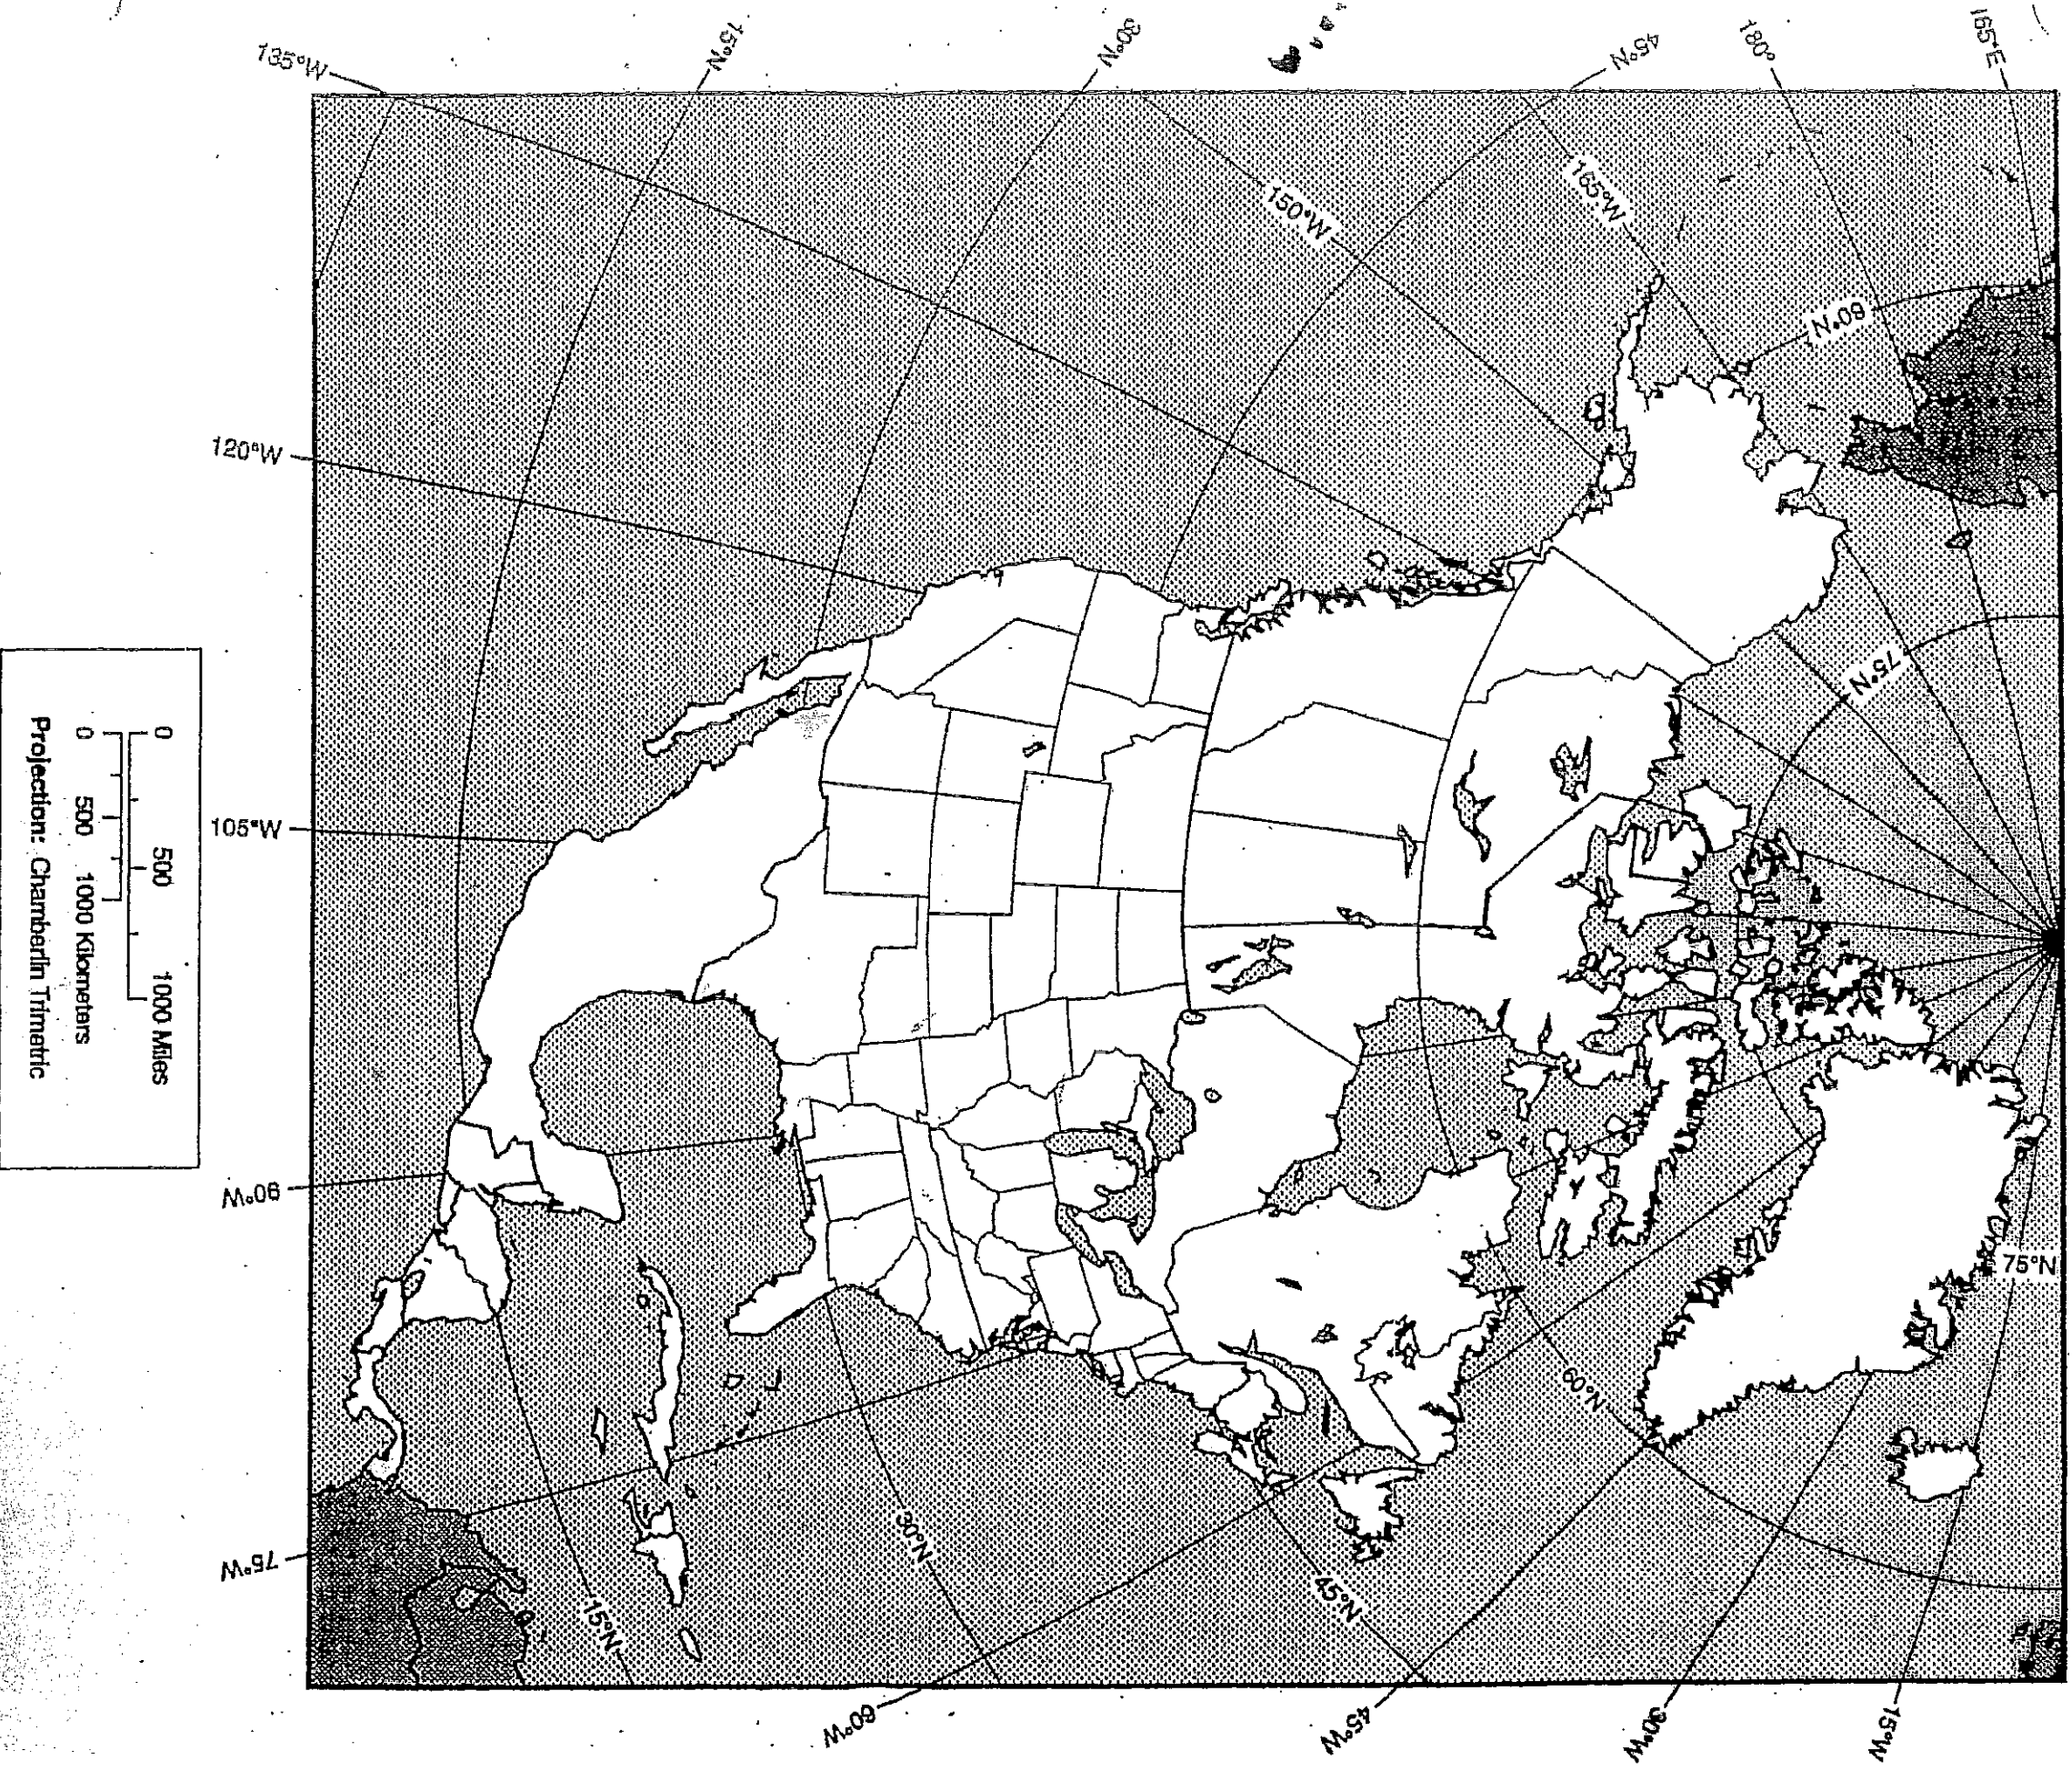 135°W
15°N
30°N
45°N
180°
165°E
150°W
165°W
60°N
75°N
120°W
105°W
90°W
75°W
75°N
60°N
45°N
30°N
15°N
60°W
45°W
30°W
15°W
0 500 1000 Miles
0 500 1000 Kilometers
Projection: Chamberlin Trimetric